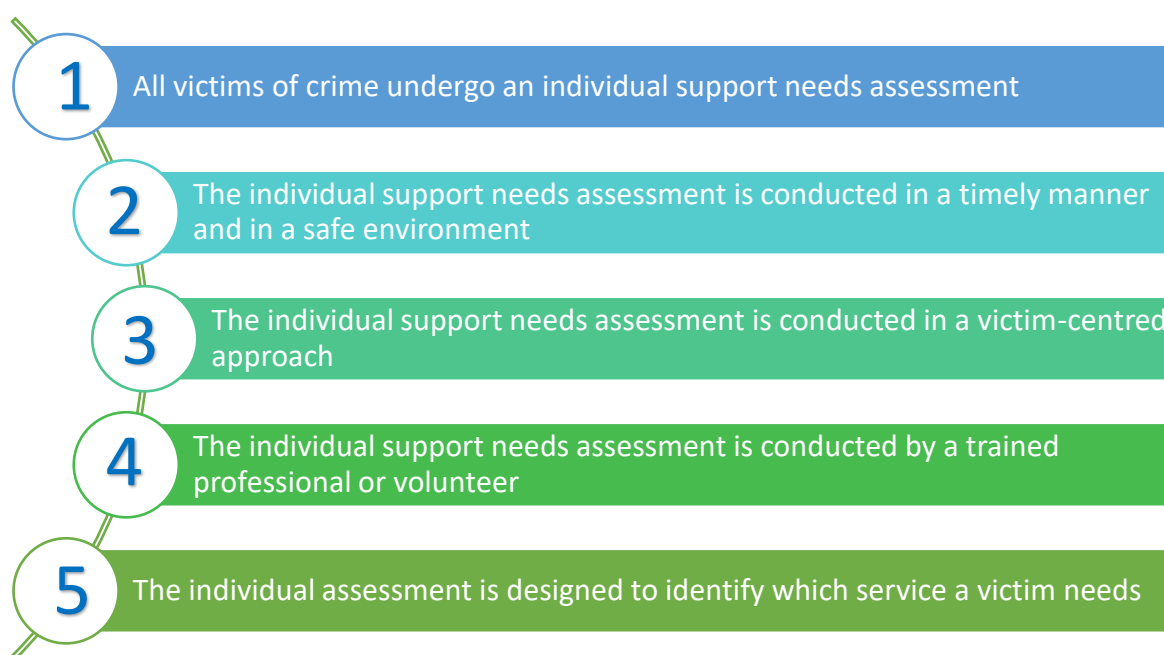 1
All victims of crime undergo an individual support needs assessment
2
The individual support needs assessment is conducted in a timely manner
and in a safe environment
3
The individual support needs assessment is conducted in a victim-centred
approach
4
The individual support needs assessment is conducted by a trained
professional or volunteer
5
The individual assessment is designed to identify which service a victim needs